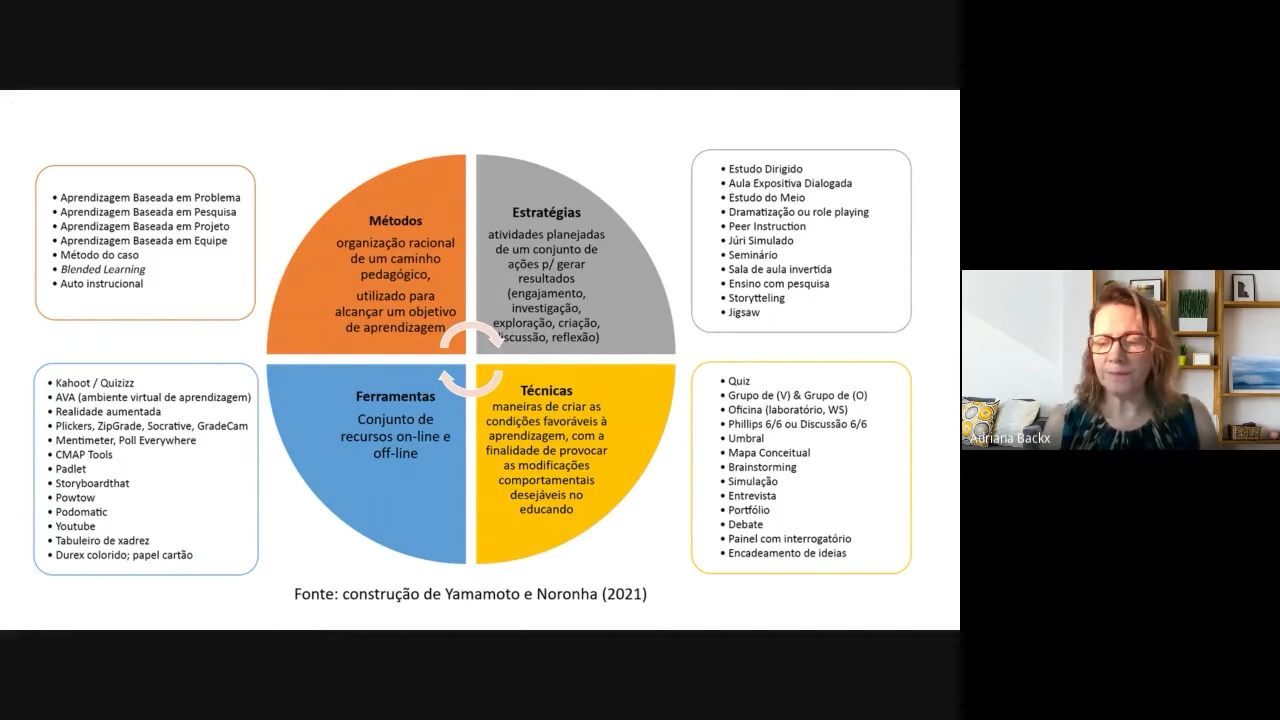 • Aprendizagem Baseada em Problema
• Aprendizagem Baseada em Pesquisa
• Aprendizagem Baseada em Projeto
• Aprendizagem Baseada em Equipe
• Método do caso
• Blended Learning
• Auto instrucional
Métodos
organização racional
de um caminho
pedagógico,
utilizado para
alcançar um objetivo
de aprendizagem
Estratégias
atividades planejadas
de um conjunto de
ações p/ gerar
resultados
(engajamento,
investigação,
exploração, criação,
discussão, reflexão)
• Estudo Dirigido
• Aula Expositiva Dialogada
• Estudo do Meio
• Dramatização ou role playing
• Peer Instruction
• Júri Simulado
• Seminário
• Sala de aula invertida
• Ensino com pesquisa
• Storytteling
• Jigsaw
• Kahoot / Quizizz
• AVA (ambiente virtual de aprendizagem)
• Realidade aumentada
• Plickers, ZipGrade, Socrative, GradeCam
• Mentimeter, Poll Everywhere
• CMAP Tools
• Padlet
• Storyboardthat
• Powtow
• Podomatic
• Youtube
• Tabuleiro de xadrez
• Durex colorido; papel cartão
Ferramentas
Conjunto de
recursos on-line e
off-line
Técnicas
maneiras de criar as
condições favoráveis à
aprendizagem, com a
finalidade de provocar
as modificações
comportamentais
desejáveis no
educando
• Quiz
• Grupo de (V) & Grupo de (O)
• Oficina (laboratório, WS)
• Phillips 6/6 ou Discussão 6/6
• Umbral
• Mapa Conceitual
• Brainstorming
• Simulação
• Entrevista
• Portfólio
• Debate
• Painel com interrogatório
• Encadeamento de ideias
Fonte: construção de Yamamoto e Noronha (2021)
Adriana Backx